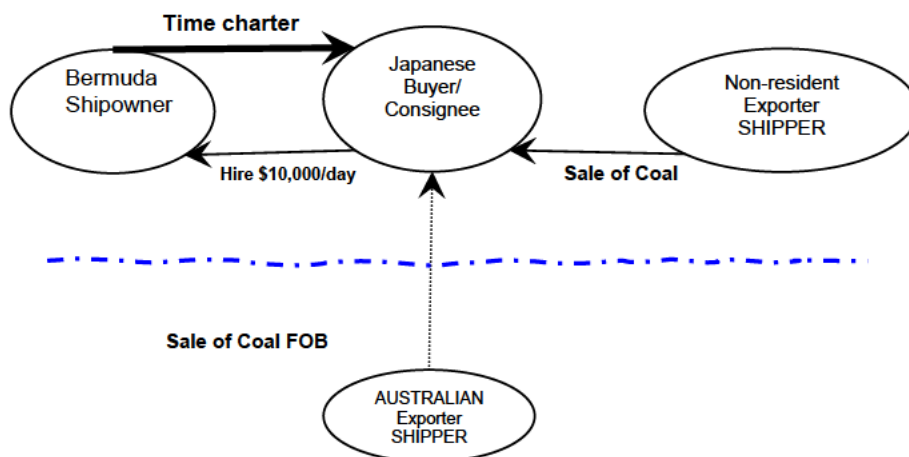 Time charter
Bermuda
Shipowner
Japanese
Buyer/
Consignee
Non-resident
Exporter
SHIPPER
Hire $10,000/day
Sale of Coal
Sale of Coal FOB
AUSTRALIAN
Exporter
SHIPPER